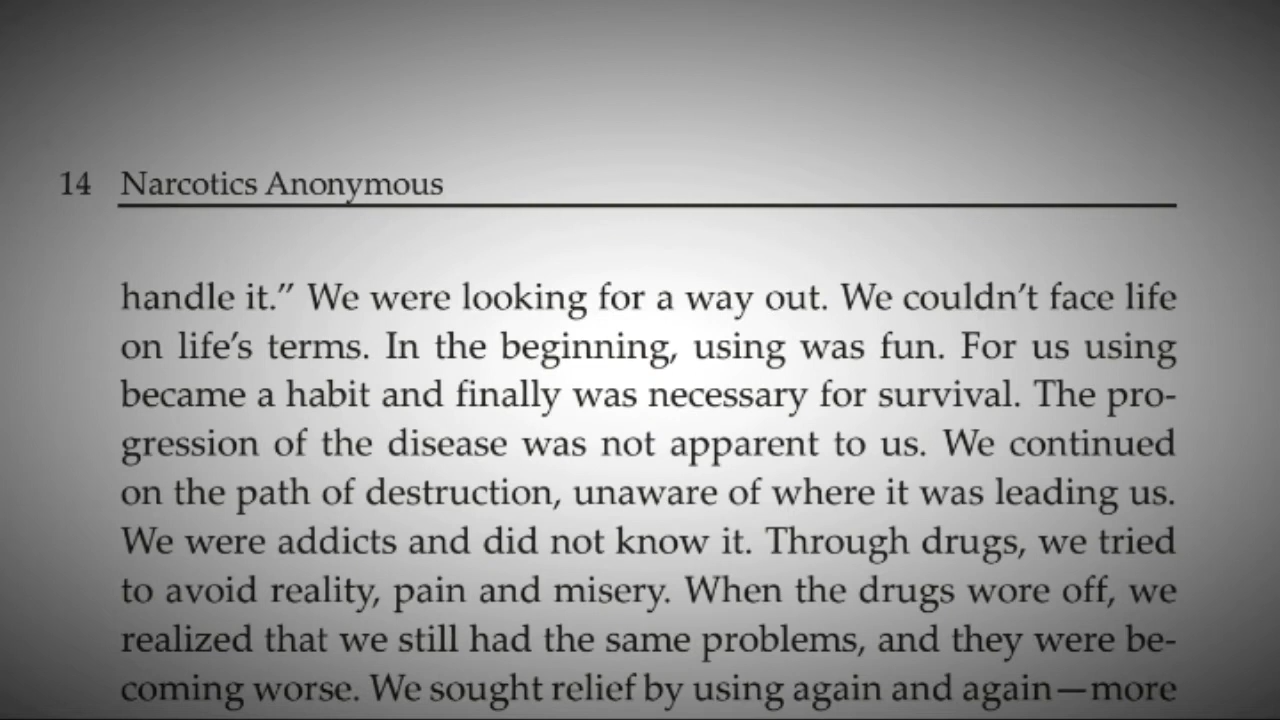 14 Narcotics Anonymous
handle it.” We were looking for a way out. We couldn’t face life
on life’s terms. In the beginning, using was fun. For us using
became a habit and finally was necessary for survival. The pro-
gression of the disease was not apparent to us. We continued
on the path of destruction, unaware of where it was leading us.
We were addicts and did not know it. Through drugs, we tried
to avoid reality, pain and misery. When the drugs wore off, we
realized that we still had the same problems, and they were be-
coming worse. We sought relief by using again and again—more